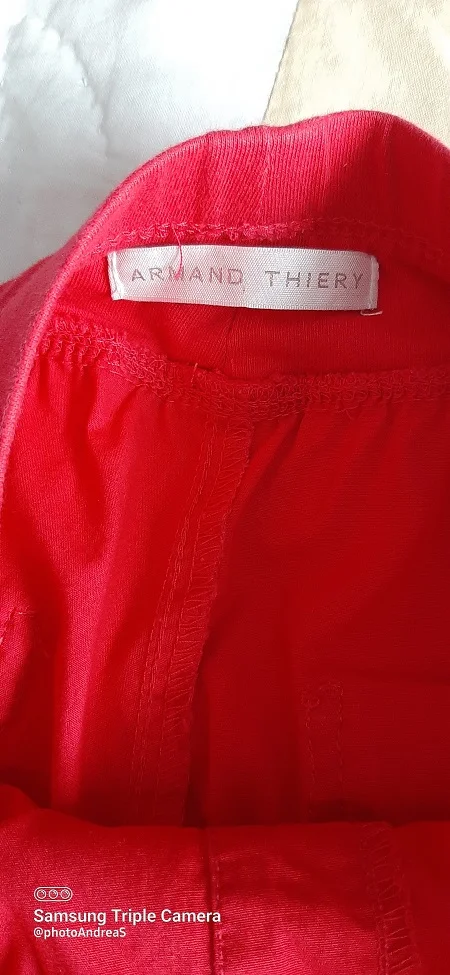 ARMAND THIERY
Samsung Triple Camera
@photoAndreaS